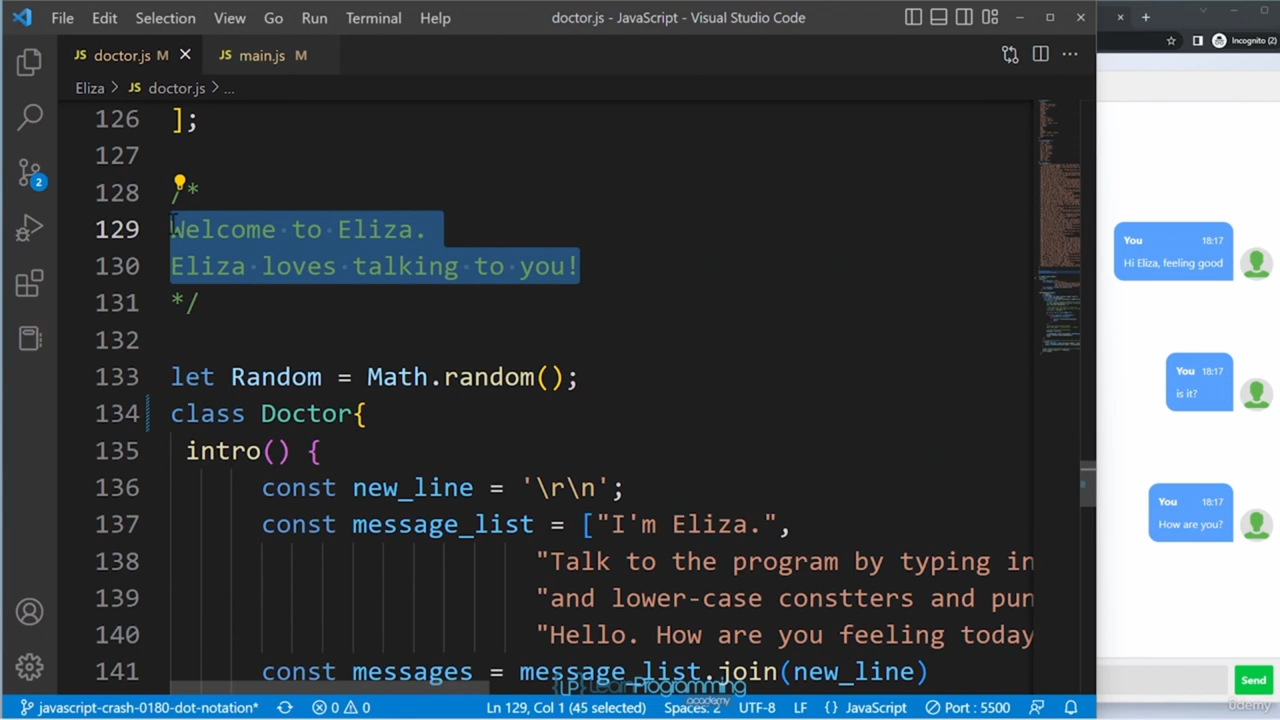 File Edit Selection View Go Run Terminal Help doctor.js - JavaScript - Visual Studio Code
JS doctor.js M
JS main.js M
Incognito (2)
Eliza > JS doctor.js > ...
126 ];
127
128 /*
129 Welcome to Eliza.
130 Eliza loves talking to you!
131 */
132
133 let Random = Math.random();
134 class Doctor{
135 intro() {
136 const new_line = '\r\n';
137 const message_list = ["I'm Eliza.",
138 "Talk to the program by typing in
139 "and lower-case constters and pun
140 "Hello. How are you feeling today
141 const messages = message_list.join(new_line)
You 18:17
Hi Eliza, feeling good
You 18:17
is it?
You 18:17
How are you?
Send
2
LP LearnProgramming
academy
javascript-crash-0180-dot-notation* 0 0 Ln 129, Col 1 (45 selected) Spaces: 2 UTF-8 LF {} JavaScript Port : 5500
ûdemy